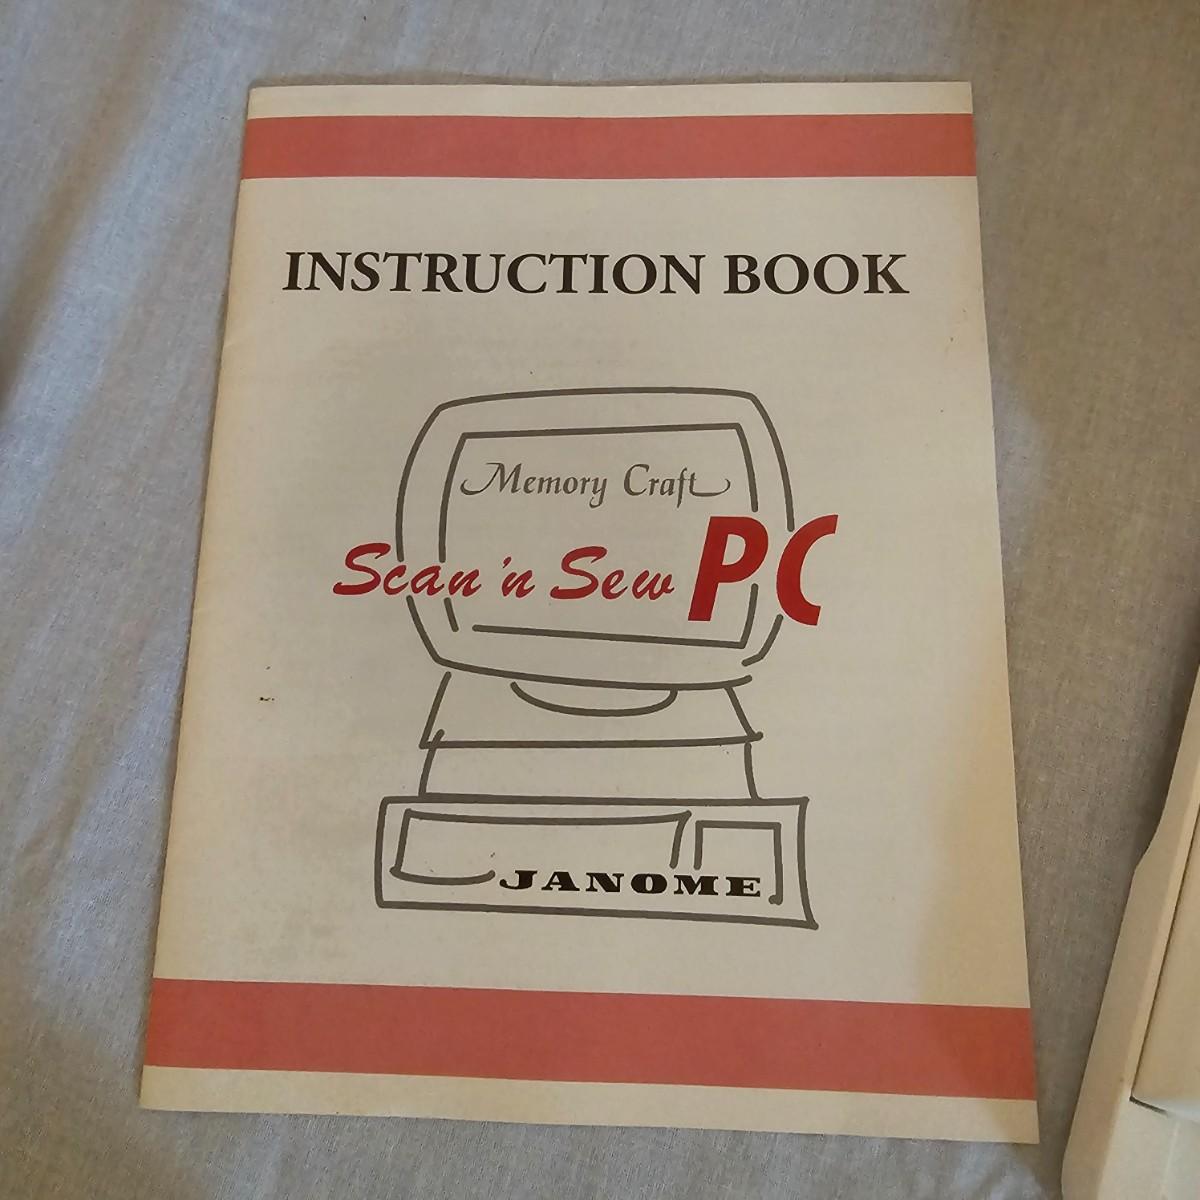 INSTRUCTION BOOK
Memory Craft
Scan 'n Sew PC
JANOME